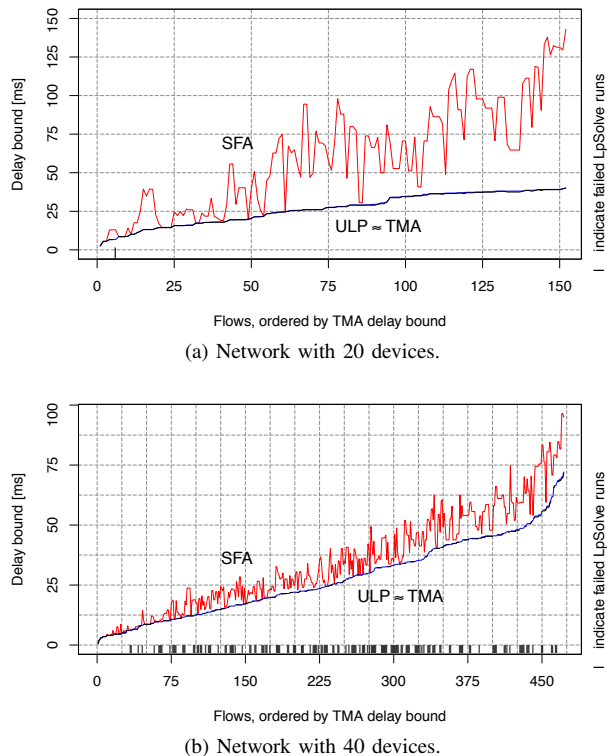 150
125
100
75
50
25
0
Delay bound [ms]
SFA
ULP ≈ TMA
I indicate failed LpSolve runs
0 25 50 75 100 125 150
Flows, ordered by TMA delay bound
(a) Network with 20 devices.
100
75
50
25
0
Delay bound [ms]
SFA
ULP ≈ TMA
I indicate failed LpSolve runs
0 75 150 225 300 375 450
Flows, ordered by TMA delay bound
(b) Network with 40 devices.